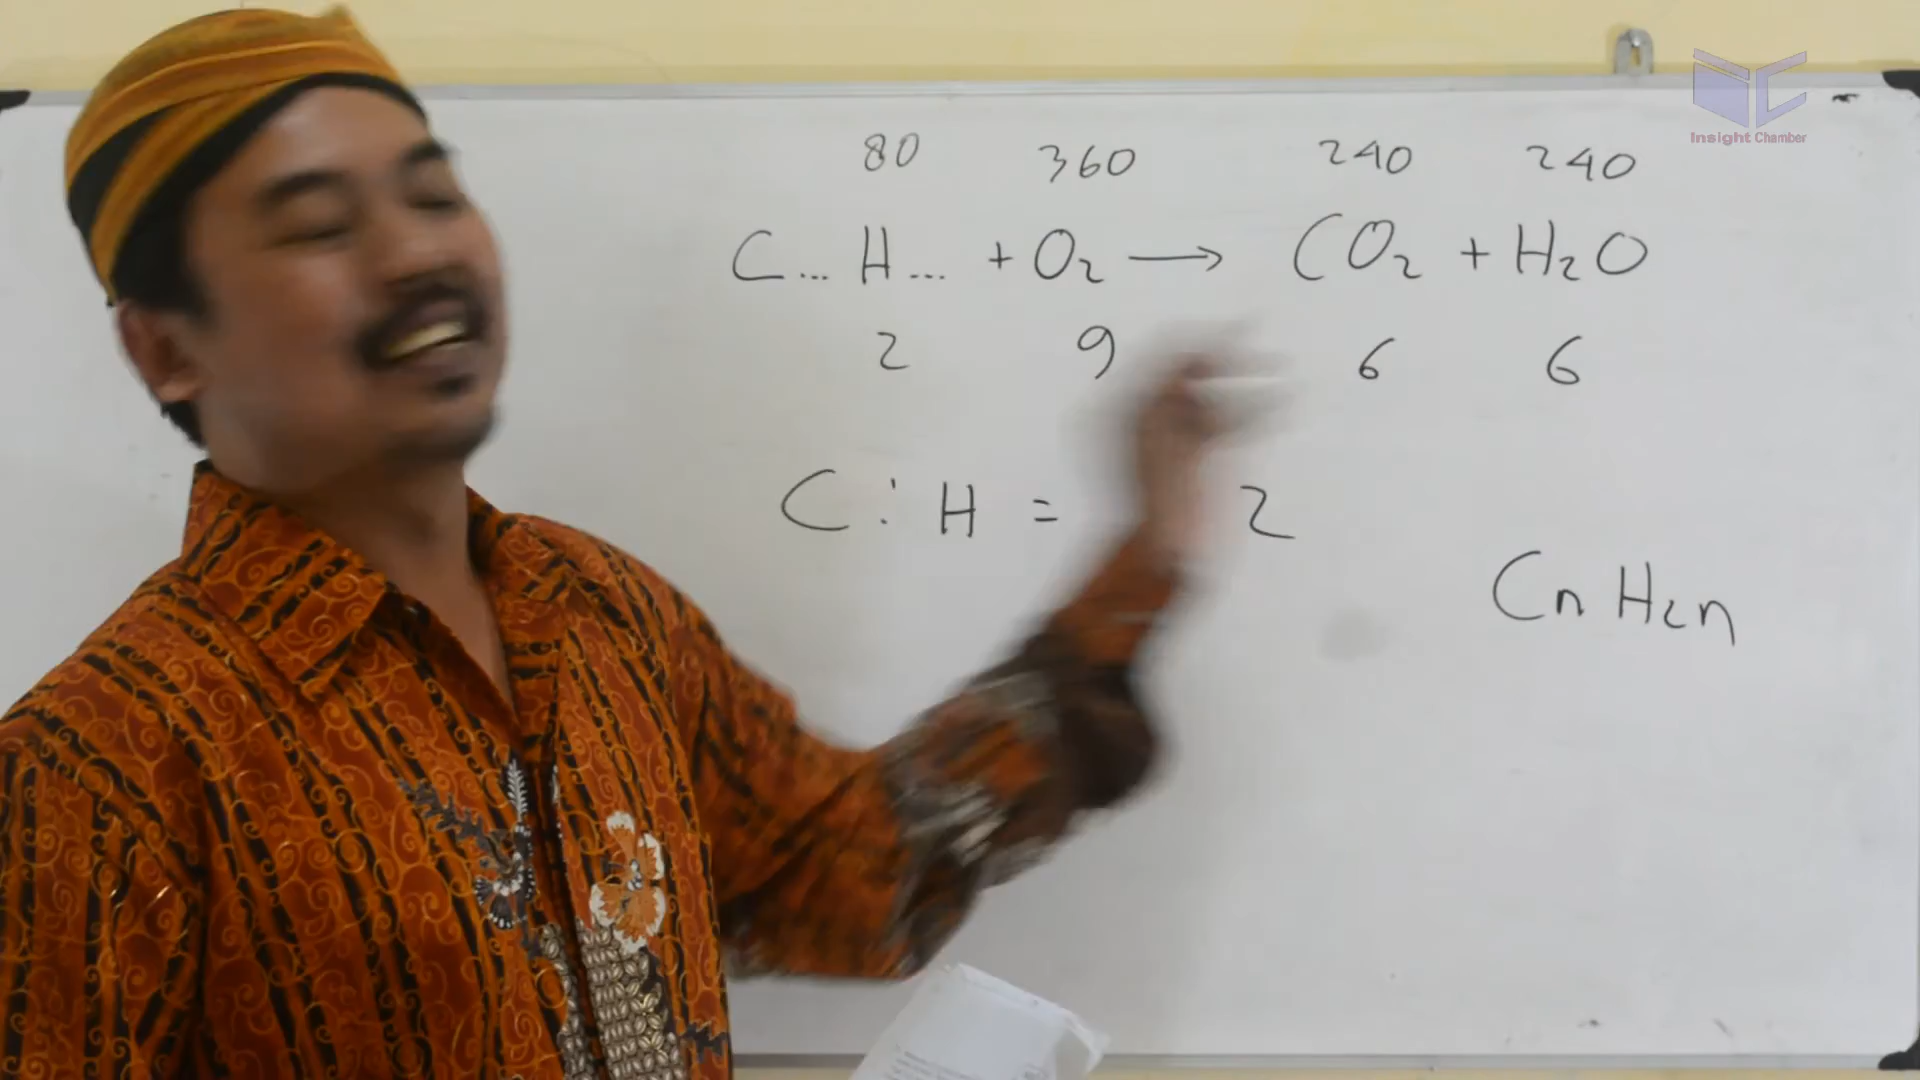 Insight Chamber
80 360 240 240
C... H... + O2 → CO2 + H2O
2 9 6 6
C : H = 2
CnH2n